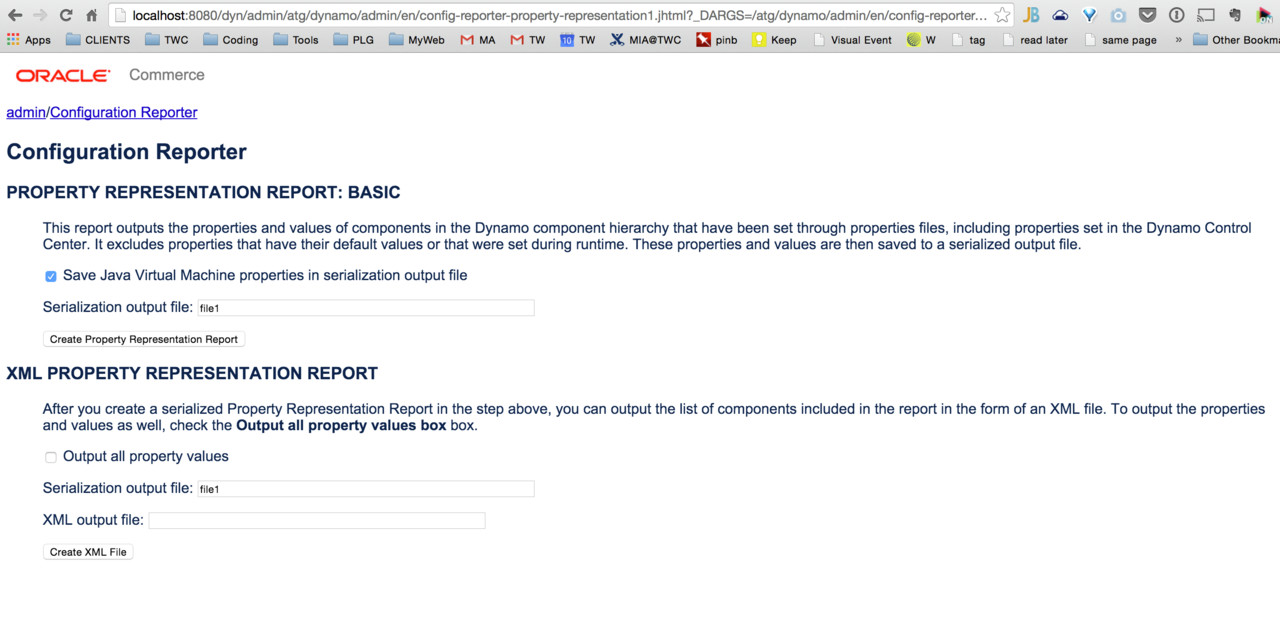 localhost:8080/dyn/admin/atg/dynamo/admin/en/config-reporter-property-representation1.jhtml?_DARGS=/atg/dynamo/admin/en/config-reporter... JB
Apps CLIENTS TWC Coding Tools PLG MyWeb MA TW 10 TW MIA@TWC pinb Keep Visual Event W tag read later same page » Other Bookma
ORACLE Commerce
admin/Configuration Reporter
Configuration Reporter
PROPERTY REPRESENTATION REPORT: BASIC
This report outputs the properties and values of components in the Dynamo component hierarchy that have been set through properties files, including properties set in the Dynamo Control
Center. It excludes properties that have their default values or that were set during runtime. These properties and values are then saved to a serialized output file.
Save Java Virtual Machine properties in serialization output file
Serialization output file: file1
Create Property Representation Report
XML PROPERTY REPRESENTATION REPORT
After you create a serialized Property Representation Report in the step above, you can output the list of components included in the report in the form of an XML file. To output the properties
and values as well, check the Output all property values box box.
Output all property values
Serialization output file: file1
XML output file:
Create XML File